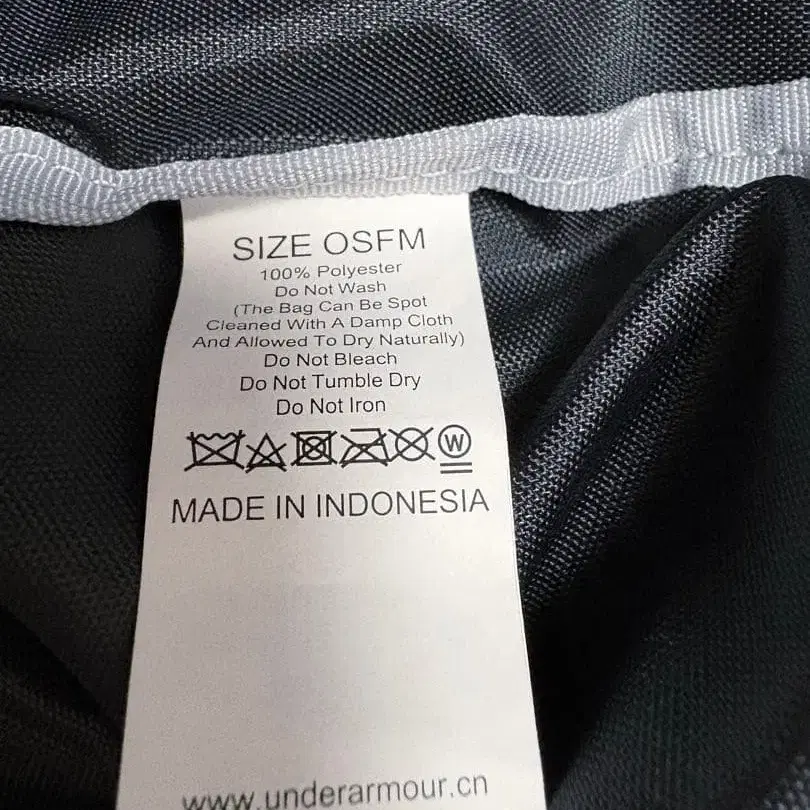 SIZE OSFM
100% Polyester
Do Not Wash
(The Bag Can Be Spot
Cleaned With A Damp Cloth
And Allowed To Dry Naturally)
Do Not Bleach
Do Not Tumble Dry
Do Not Iron
W
MADE IN INDONESIA
www.underarmour.cn